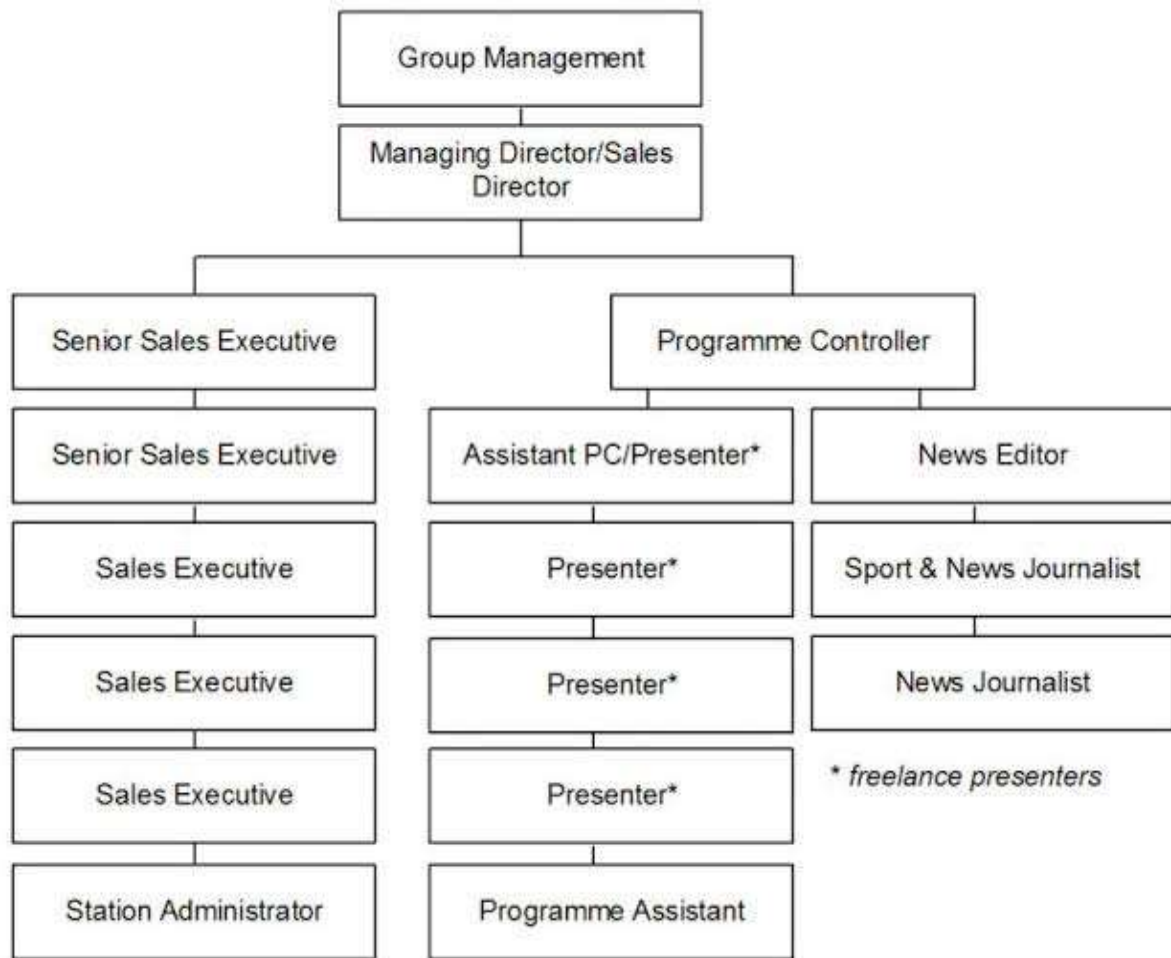 Group Management
Managing Director/Sales
Director
Senior Sales Executive
Programme Controller
Senior Sales Executive
Assistant PC/Presenter*
News Editor
Sales Executive
Presenter*
Sport & News Journalist
Sales Executive
Presenter*
News Journalist
Sales Executive
Presenter*
* freelance presenters
Station Administrator
Programme Assistant